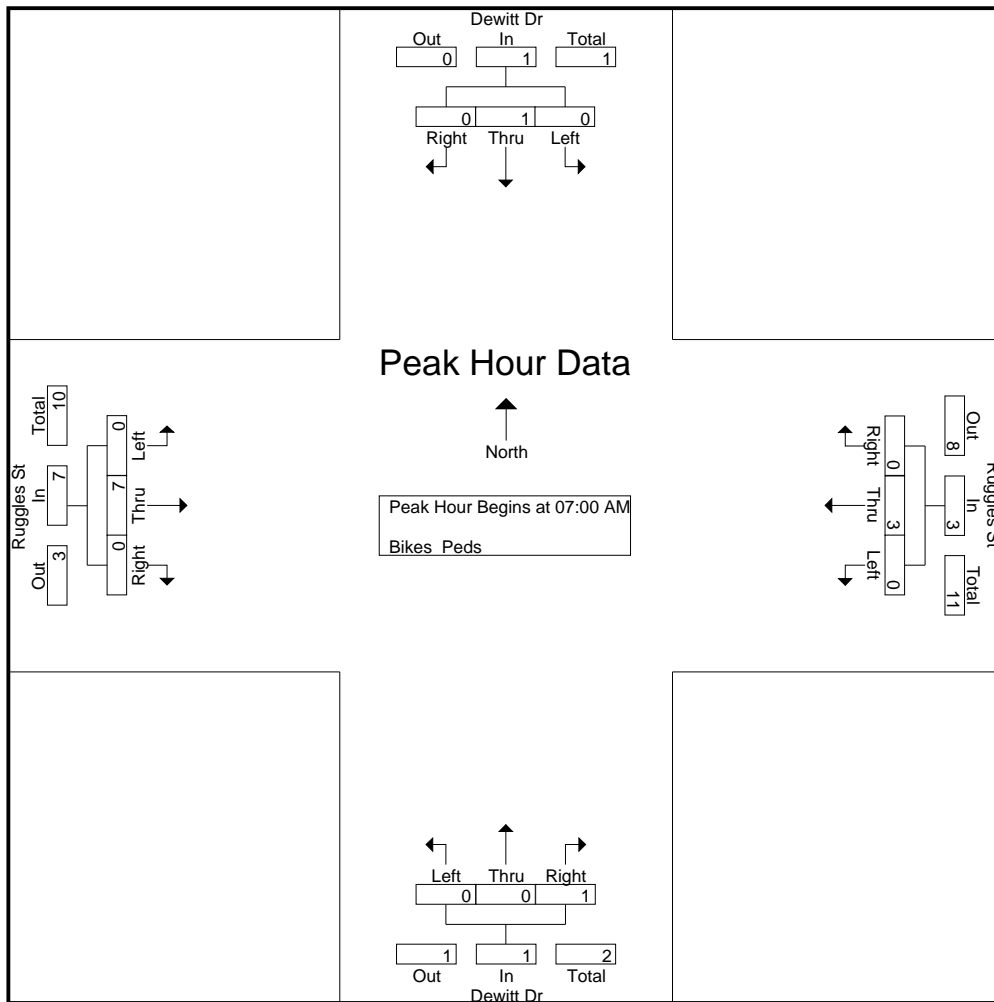 Dewitt Dr
Out In Total
0 1 1
0 1 0
Right Thru Left
Peak Hour Data
North
Peak Hour Begins at 07:00 AM
Bikes Peds
Ruggles St
Out In Total
3 7 10
Right Thru Left
0 7 0
Ruggles St
Out In Total
8 3 11
Right Thru Left
0 3 0
Left Thru Right
0 0 1
1 1 2
Out In Total
Dewitt Dr